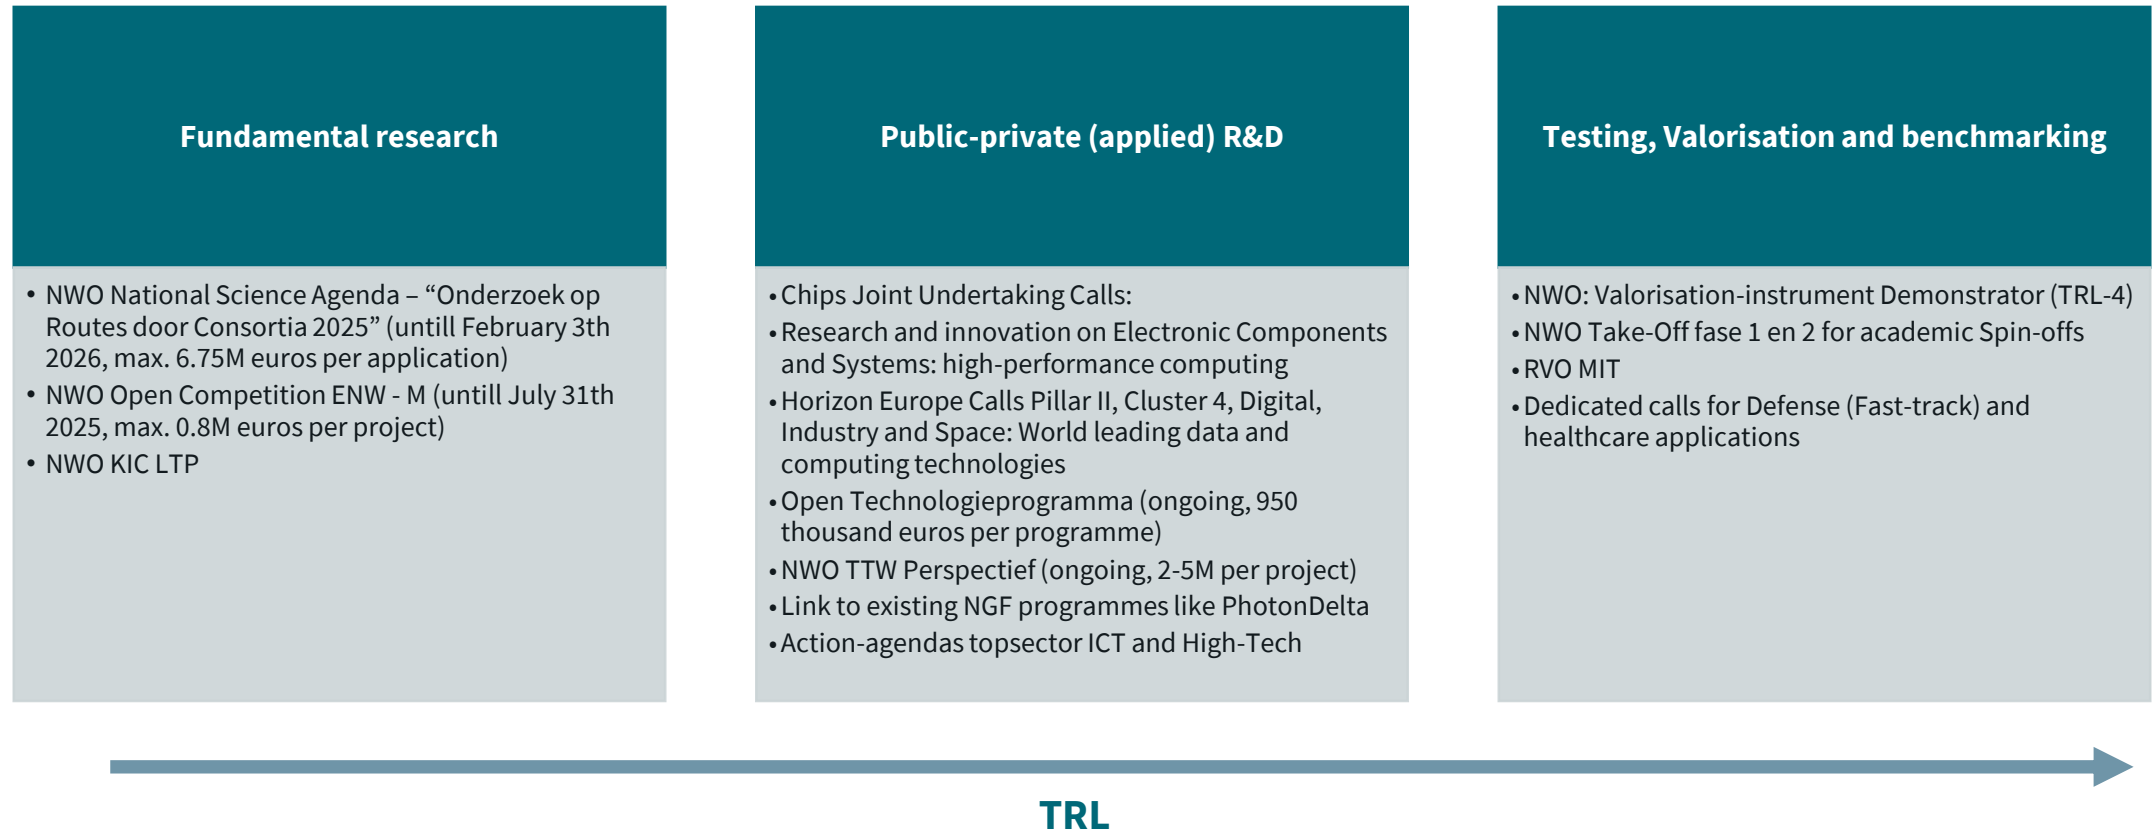 Fundamental research
• NWO National Science Agenda – “Onderzoek op
Routes door Consortia 2025” (untill February 3th
2026, max. 6.75M euros per application)
• NWO Open Competition ENW - M (untill July 31th
2025, max. 0.8M euros per project)
• NWO KIC LTP
Public-private (applied) R&D
• Chips Joint Undertaking Calls:
• Research and innovation on Electronic Components
and Systems: high-performance computing
• Horizon Europe Calls Pillar II, Cluster 4, Digital,
Industry and Space: World leading data and
computing technologies
• Open Technologieprogramma (ongoing, 950
thousand euros per programme)
• NWO TTW Perspectief (ongoing, 2-5M per project)
• Link to existing NGF programmes like PhotonDelta
• Action-agendas topsector ICT and High-Tech
Testing, Valorisation and benchmarking
• NWO: Valorisation-instrument Demonstrator (TRL-4)
• NWO Take-Off fase 1 en 2 for academic Spin-offs
• RVO MIT
• Dedicated calls for Defense (Fast-track) and
healthcare applications
TRL